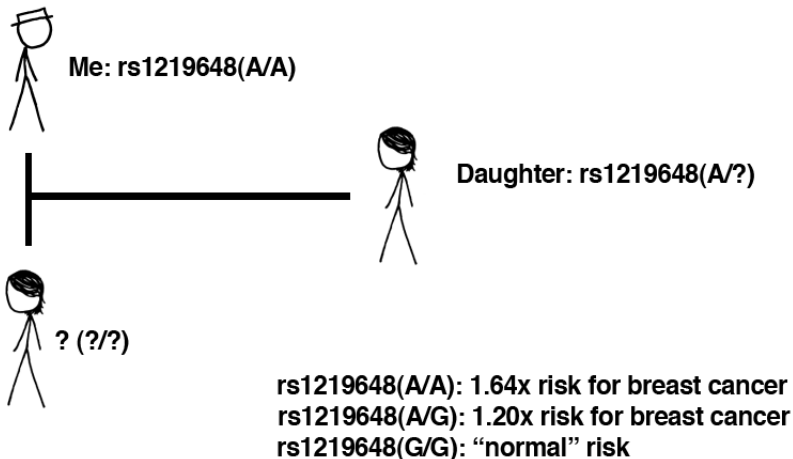 Me: rs1219648(A/A)
Daughter: rs1219648(A/?)
? (?/?)
rs1219648(A/A): 1.64x risk for breast cancer
rs1219648(A/G): 1.20x risk for breast cancer
rs1219648(G/G): “normal” risk